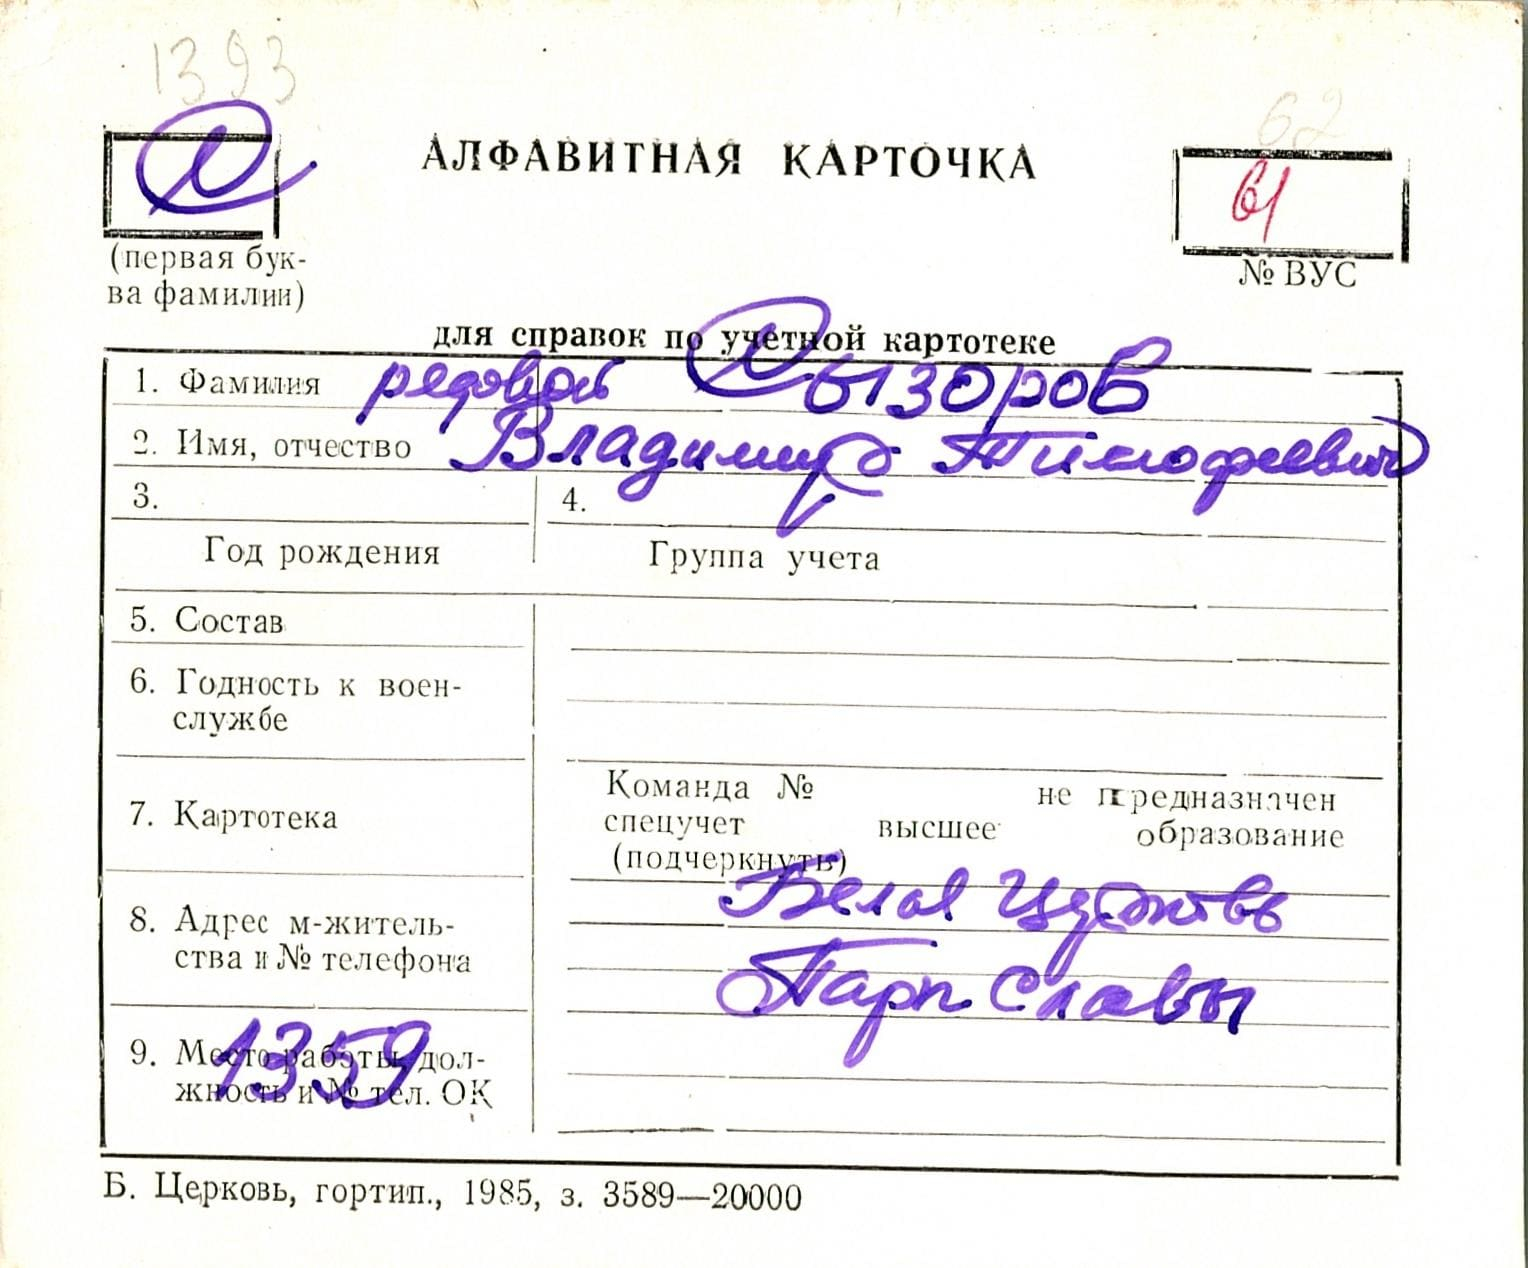 1393
62
АЛФАВИТНАЯ КАРТОЧКА
61
(первая бук-
ва фамилии)
№ ВУС
для справок по учетной картотеке
1. Фамилия рядовой Сызоров
2. Имя, отчество Владимир Тимофеевич
3. 4.
Год рождения Группа учета
5. Состав
6. Годность к воен-
службе
7. Картотека
Команда № не предназначен
спецучет высшее образование
(подчеркнуть)
8. Адрес м-житель-
ства и № телефона
Белая Церковь
Парк Славы
9. Место работы, дол-
жность и № тел. ОК
1359
Б. Церковь, гортип., 1985, з. 3589—20000